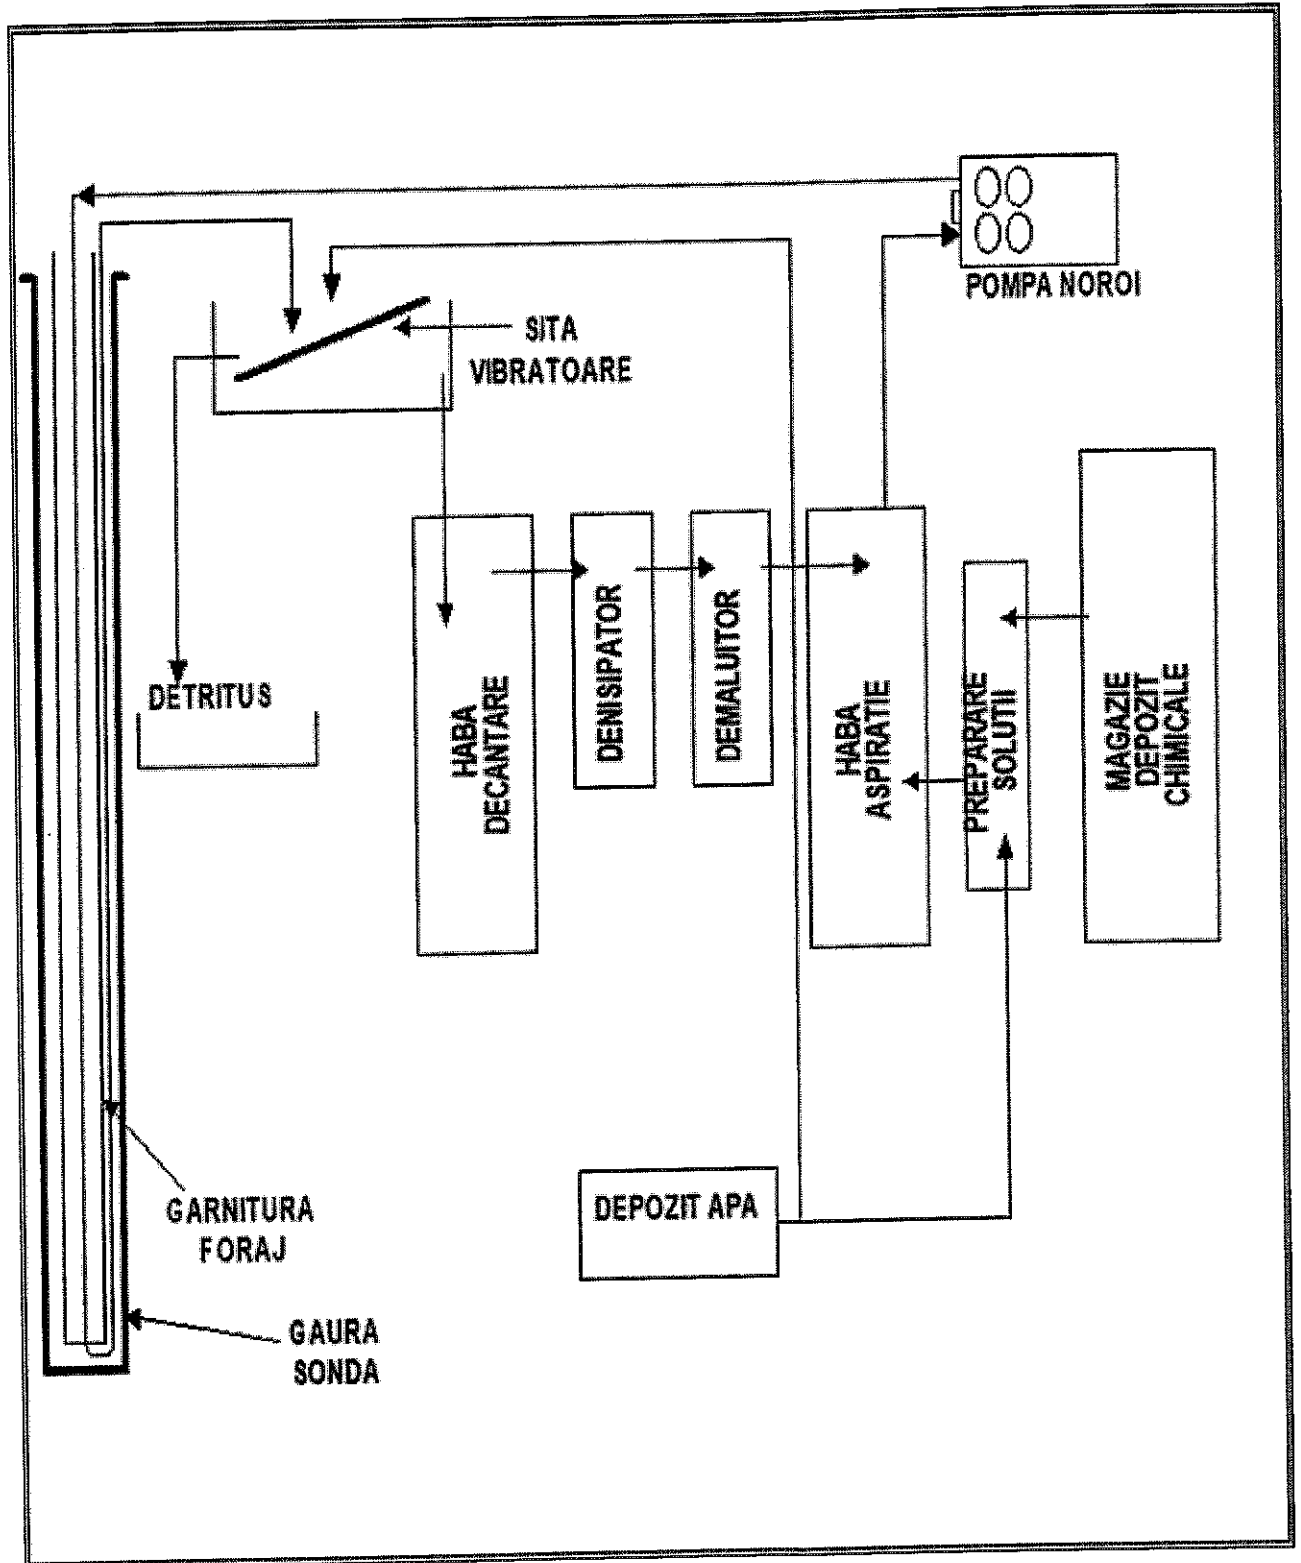 POMPA NOROI
SITA
VIBRATOARE
DETRITUS
HABA
DECANTARE
DENISIPATOR
DEMALUITOR
HABA
ASPIRATIE
PREPARARE
SOLUTII
MAGAZIE
DEPOZIT
CHIMICALE
GARNITURA
FORAJ
DEPOZIT APA
GAURA
SONDA